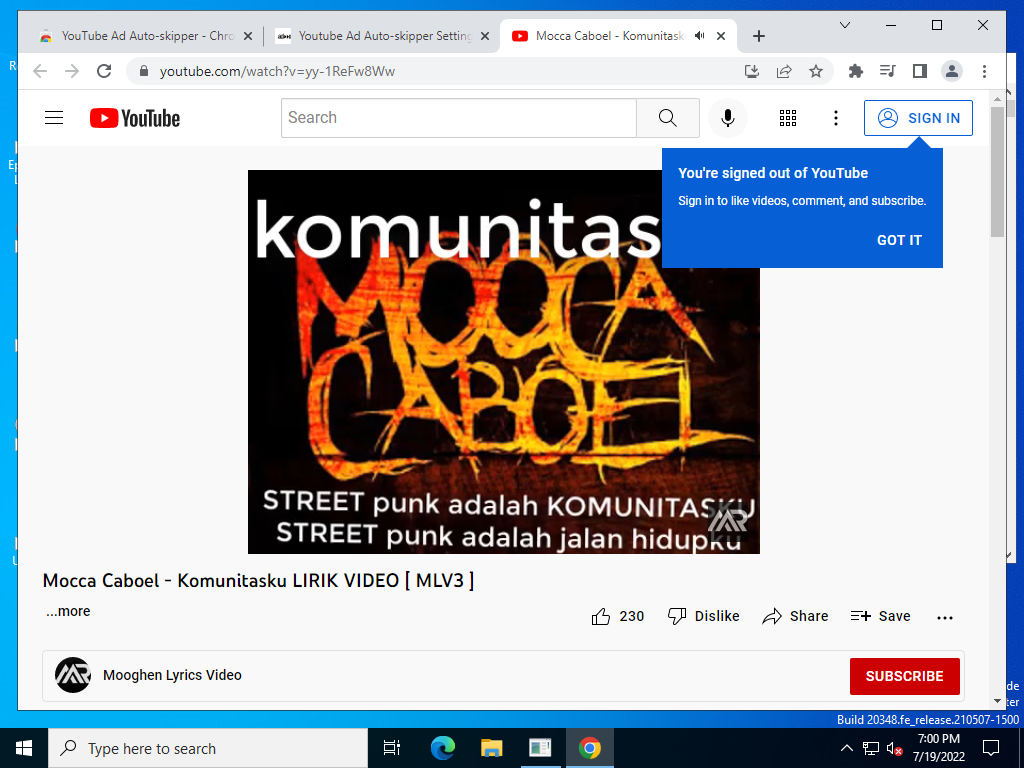 YouTube Ad Auto-skipper - Chro
Youtube Ad Auto-skipper Setting
Mocca Caboel - Komunitask
youtube.com/watch?v=yy-1ReFw8Ww
YouTube
Search
SIGN IN
You're signed out of YouTube
Sign in to like videos, comment, and subscribe.
GOT IT
komunitas
MOCCA
CABOEL
STREET punk adalah KOMUNITASKU
STREET punk adalah jalan hidupku
MR
Mocca Caboel - Komunitasku LIRIK VIDEO [ MLV3 ]
...more
230
Dislike
Share
Save
MR
Mooghen Lyrics Video
SUBSCRIBE
Build 20348.fe_release.210507-1500
Type here to search
7:00 PM
7/19/2022